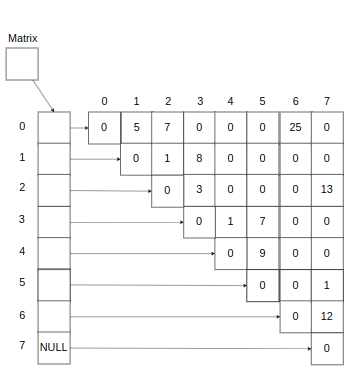 Matrix
0 1 2 3 4 5 6 7
0 0 5 7 0 0 0 25 0
1 0 1 8 0 0 0 0
2 0 3 0 0 0 13
3 0 1 7 0 0
4 0 9 0 0
5 0 0 1
6 0 12
7 NULL 0